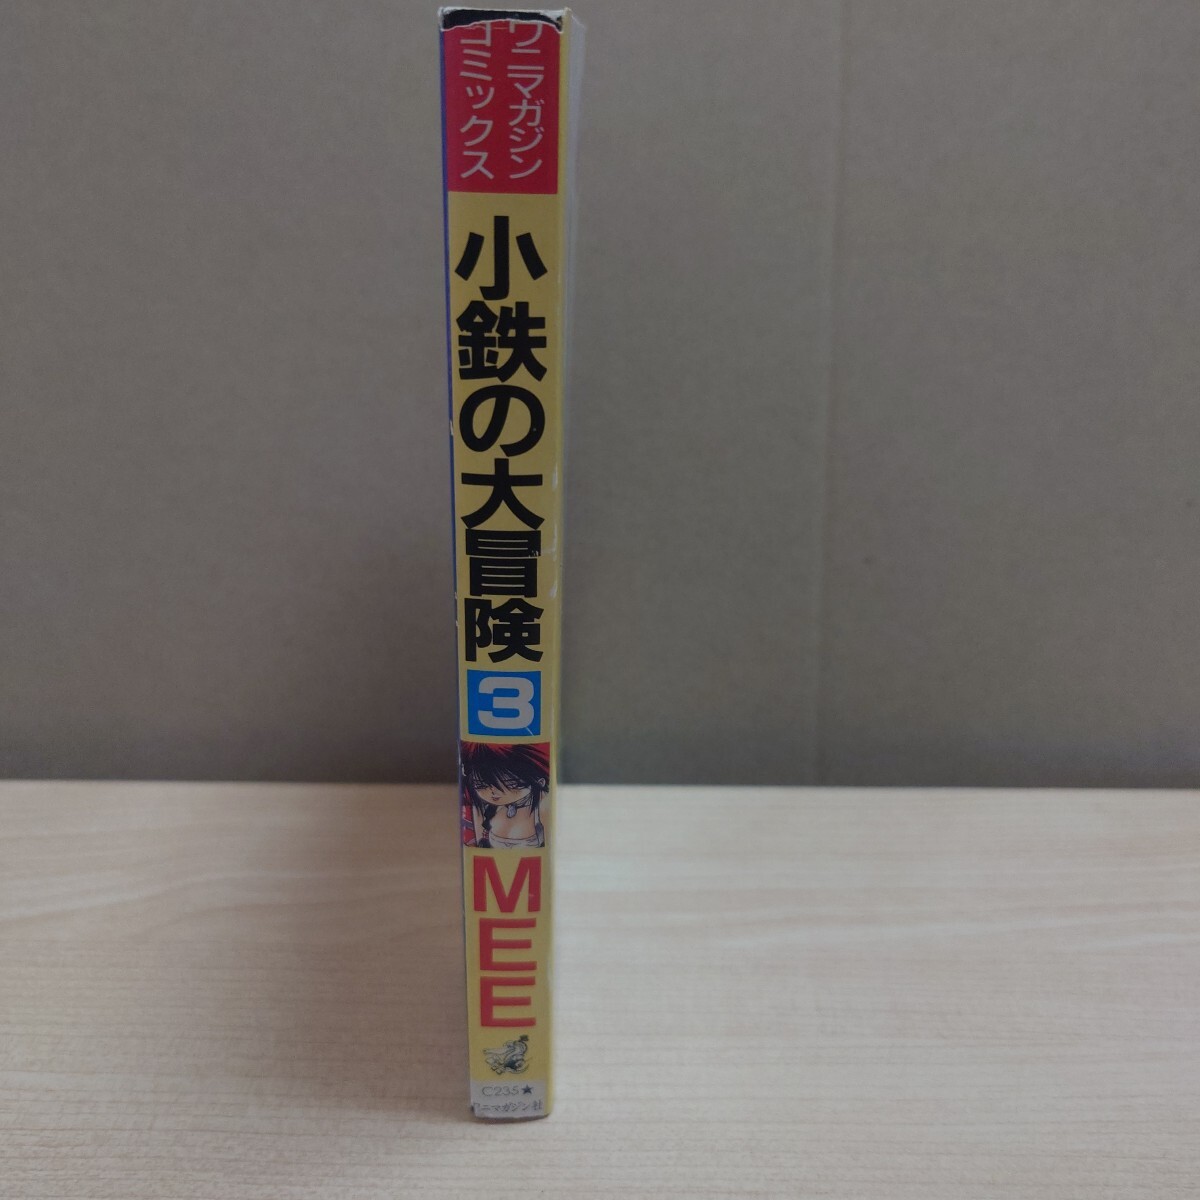 ワニマガジン
コミックス
小鉄の大冒険
3
MEE
C235★
ワニマガジン社